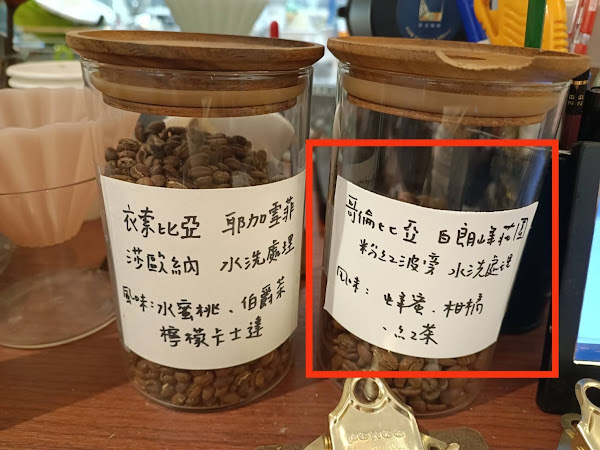 衣索比亞 耶加雪菲
莎歐納 水洗處理
風味:水蜜桃、伯爵茶
檸檬卡士達
哥倫比亞 白朗峰莊園
粉紅波旁 水洗處理
風味:蜂蜜、柑橘
、紅茶